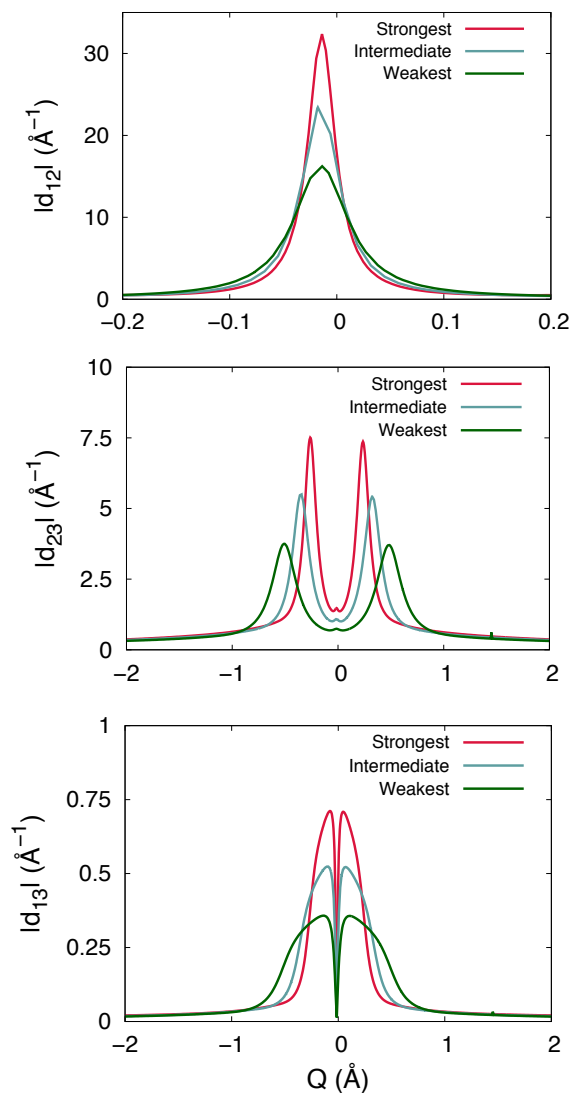 Strongest
Intermediate
Weakest
|d12| (Å−1)
30
20
10
0
−0.2 −0.1 0 0.1 0.2
Strongest
Intermediate
Weakest
|d23| (Å−1)
10
7.5
5
2.5
0
−2 −1 0 1 2
Strongest
Intermediate
Weakest
|d13| (Å−1)
1
0.75
0.5
0.25
0
−2 −1 0 1 2
Q (Å)